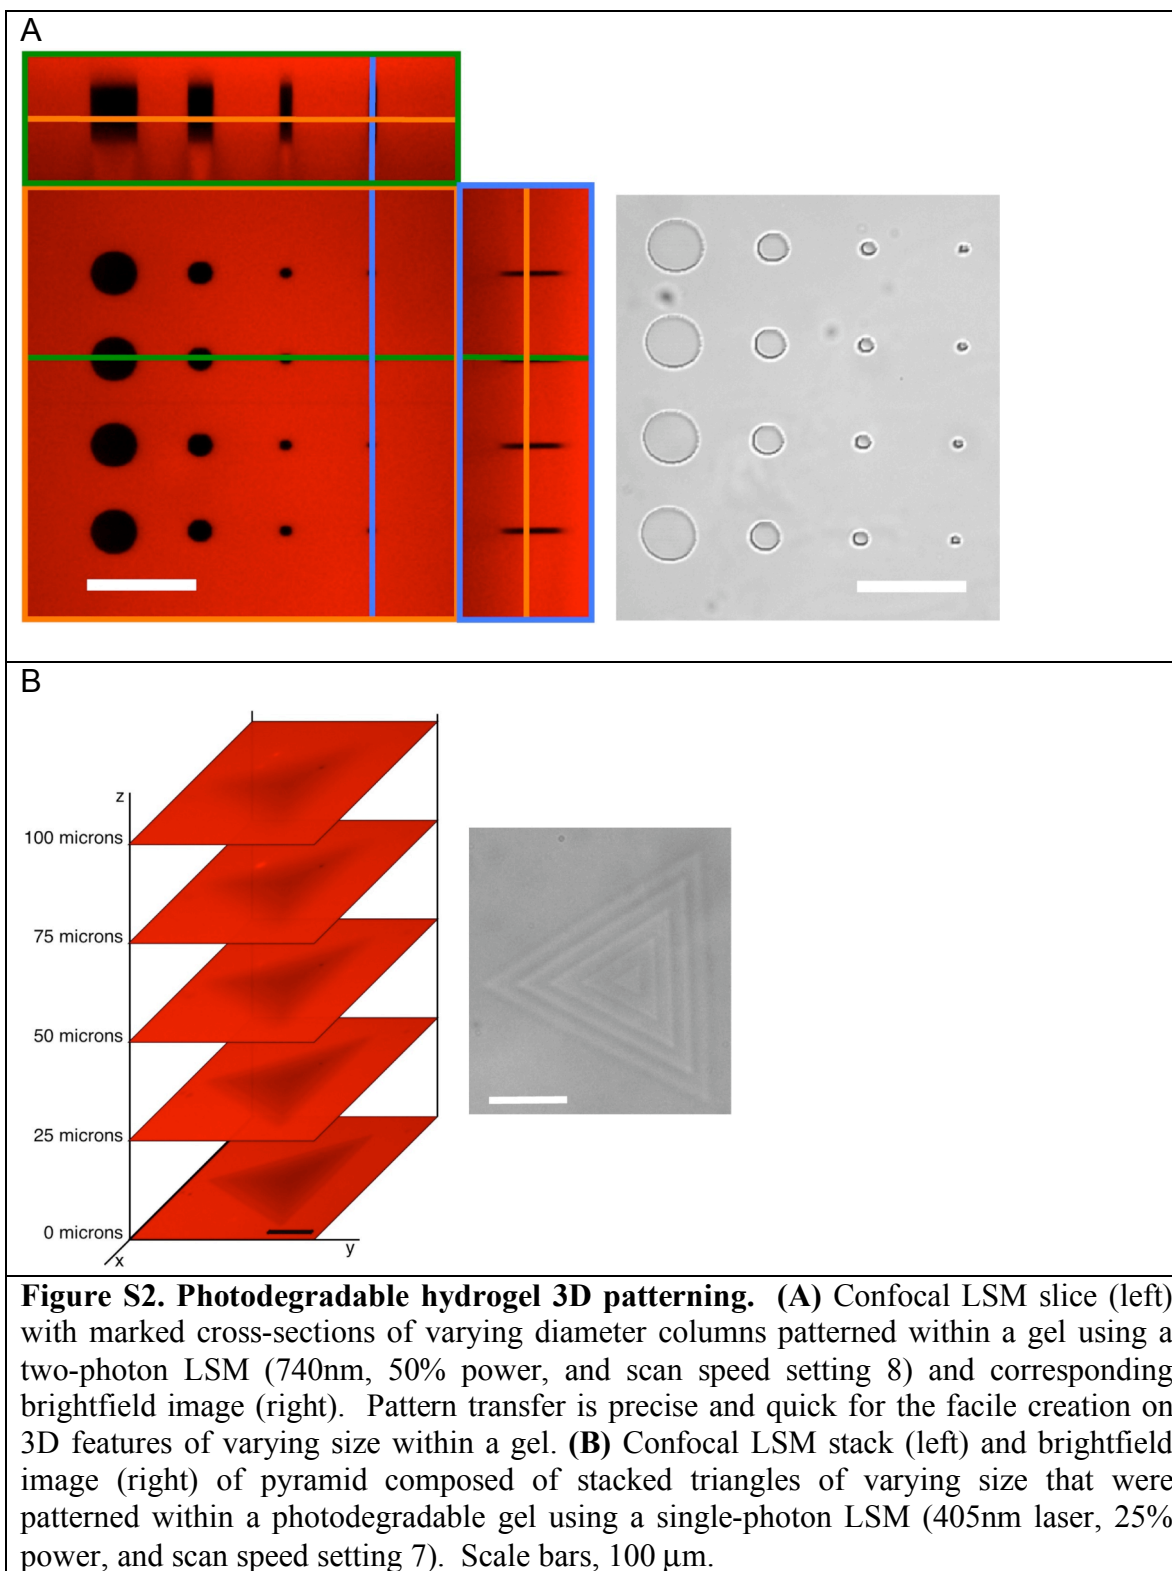 A
B
z
100 microns
75 microns
50 microns
25 microns
0 microns
x
y
Figure S2. Photodegradable hydrogel 3D patterning. (A) Confocal LSM slice (left)
with marked cross-sections of varying diameter columns patterned within a gel using a
two-photon LSM (740nm, 50% power, and scan speed setting 8) and corresponding
brightfield image (right). Pattern transfer is precise and quick for the facile creation on
3D features of varying size within a gel. (B) Confocal LSM stack (left) and brightfield
image (right) of pyramid composed of stacked triangles of varying size that were
patterned within a photodegradable gel using a single-photon LSM (405nm laser, 25%
power, and scan speed setting 7). Scale bars, 100 μm.